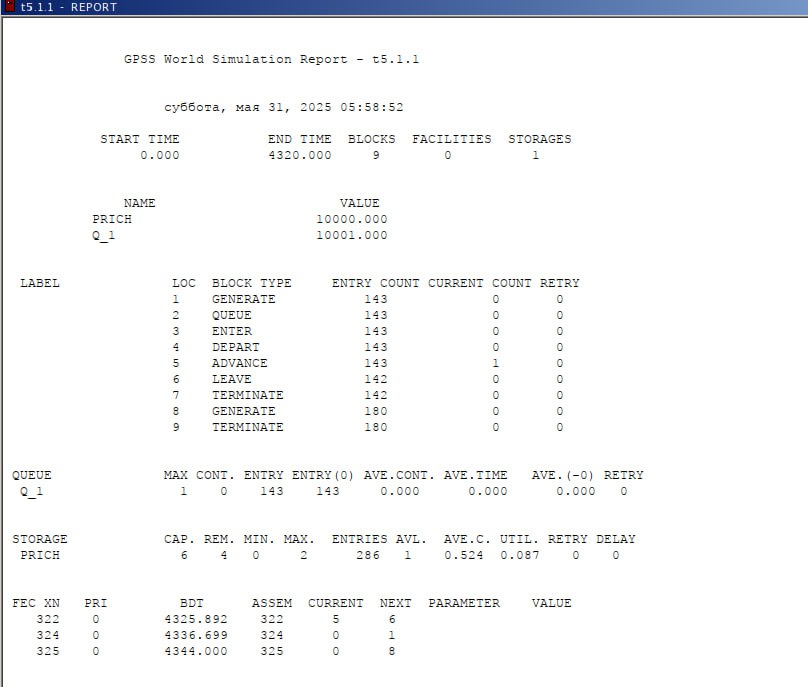 t5.1.1 - REPORT
GPSS World Simulation Report - t5.1.1
суббота, мая 31, 2025 05:58:52
START TIME END TIME BLOCKS FACILITIES STORAGES
0.000 4320.000 9 0 1
NAME VALUE
PRICH 10000.000
Q_1 10001.000
LABEL LOC BLOCK TYPE ENTRY COUNT CURRENT COUNT RETRY
1 GENERATE 143 0 0
2 QUEUE 143 0 0
3 ENTER 143 0 0
4 DEPART 143 0 0
5 ADVANCE 143 1 0
6 LEAVE 142 0 0
7 TERMINATE 142 0 0
8 GENERATE 180 0 0
9 TERMINATE 180 0 0
QUEUE MAX CONT. ENTRY ENTRY(0) AVE.CONT. AVE.TIME AVE.(-0) RETRY
Q_1 1 0 143 143 0.000 0.000 0.000 0
STORAGE CAP. REM. MIN. MAX. ENTRIES AVL. AVE.C. UTIL. RETRY DELAY
PRICH 6 4 0 2 286 1 0.524 0.087 0 0
FEC XN PRI BDT ASSEM CURRENT NEXT PARAMETER VALUE
322 0 4325.892 322 5 6
324 0 4336.699 324 0 1
325 0 4344.000 325 0 8